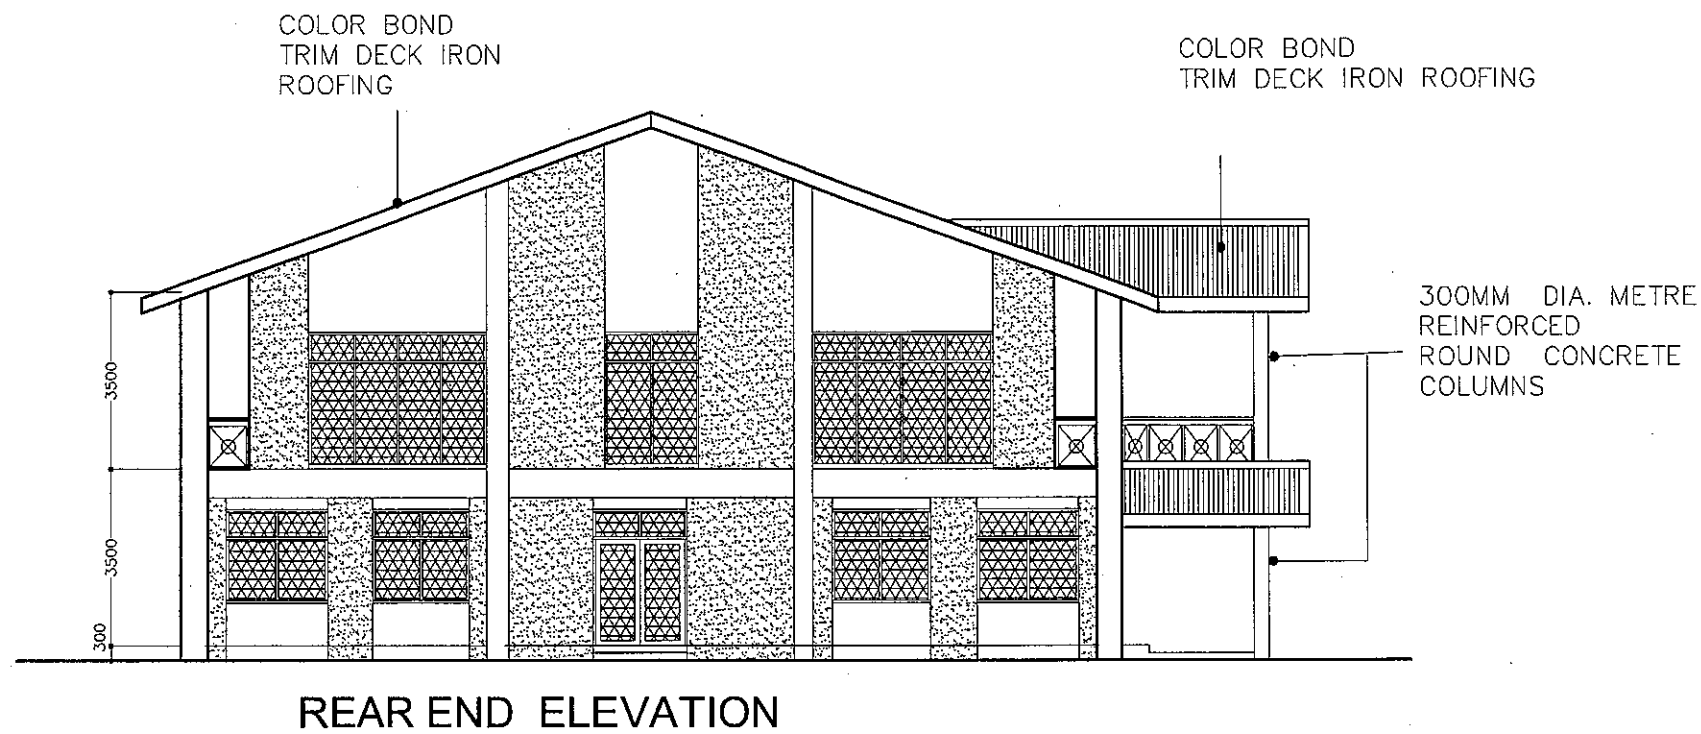 COLOR BOND
TRIM DECK IRON
ROOFING
COLOR BOND
TRIM DECK IRON ROOFING
300MM DIA. METRE
REINFORCED
ROUND CONCRETE
COLUMNS
3500
3500
300
REAR END ELEVATION